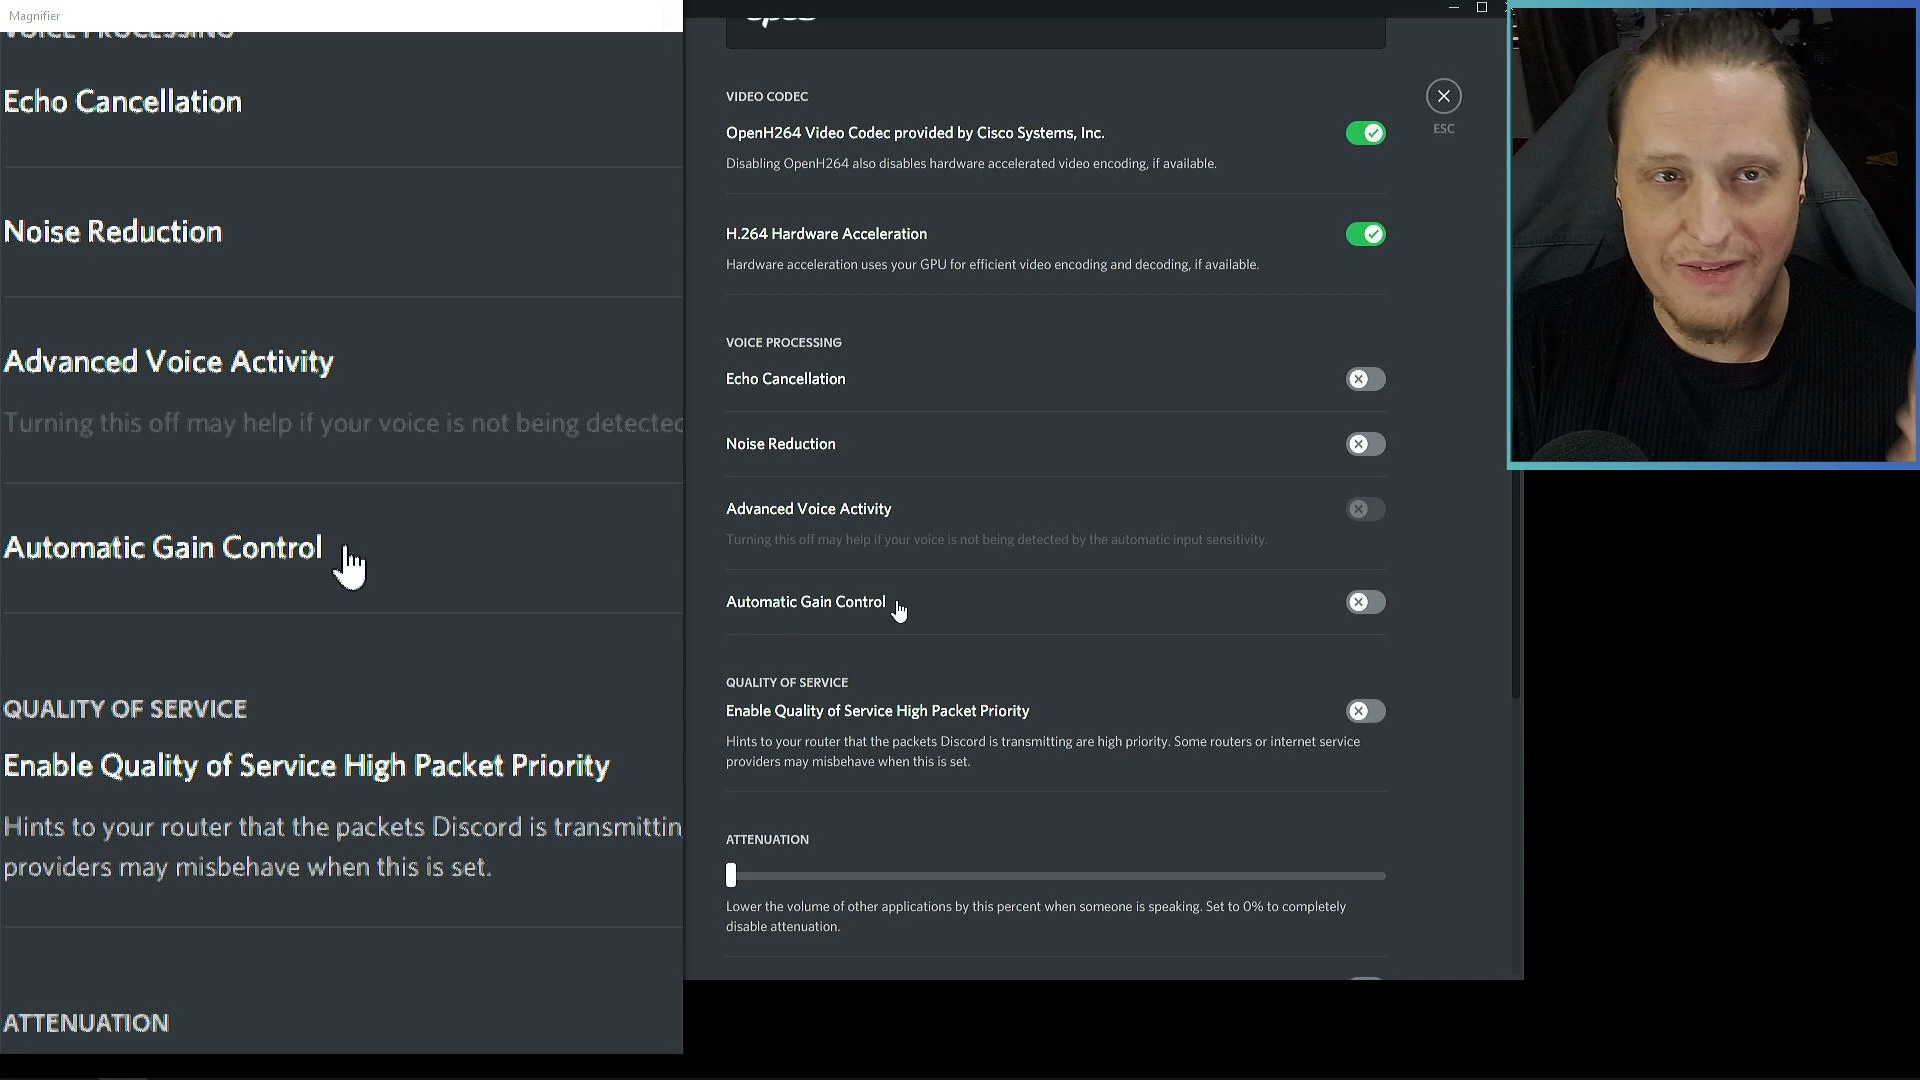 Magnifier
VOICE PROCESSING
Echo Cancellation
Noise Reduction
Advanced Voice Activity
Turning this off may help if your voice is not being detected
Automatic Gain Control
QUALITY OF SERVICE
Enable Quality of Service High Packet Priority
Hints to your router that the packets Discord is transmittin
providers may misbehave when this is set.
ATTENUATION
VIDEO CODEC
OpenH264 Video Codec provided by Cisco Systems, Inc.
Disabling OpenH264 also disables hardware accelerated video encoding, if available.
H.264 Hardware Acceleration
Hardware acceleration uses your GPU for efficient video encoding and decoding, if available.
VOICE PROCESSING
Echo Cancellation
Noise Reduction
Advanced Voice Activity
Turning this off may help if your voice is not being detected by the automatic input sensitivity.
Automatic Gain Control
QUALITY OF SERVICE
Enable Quality of Service High Packet Priority
Hints to your router that the packets Discord is transmitting are high priority. Some routers or internet service
providers may misbehave when this is set.
ATTENUATION
Lower the volume of other applications by this percent when someone is speaking. Set to 0% to completely
disable attenuation.
ESC